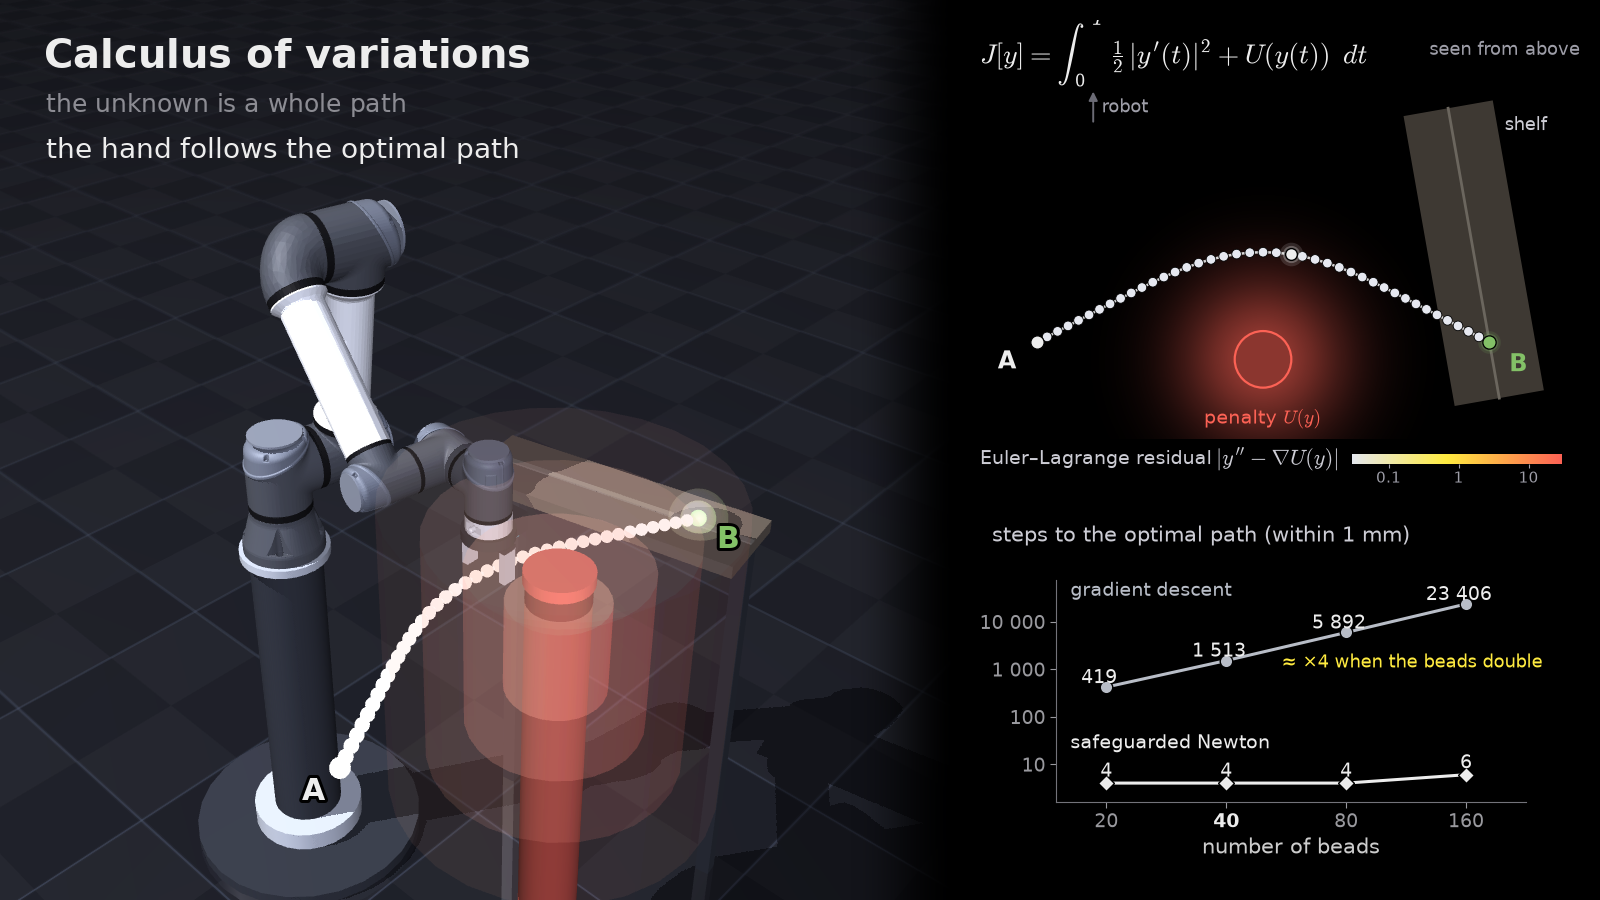 Calculus of variations
the unknown is a whole path
the hand follows the optimal path
A
B
J[y] = ∫₀¹ ½ |y′(t)|² + U(y(t)) dt
seen from above
robot
shelf
A
B
penalty U(y)
Euler–Lagrange residual |y″ − ∇U(y)|
0.1 1 10
steps to the optimal path (within 1 mm)
gradient descent
10 000
1 000
100
10
419
1 513
5 892
23 406
≈ ×4 when the beads double
safeguarded Newton
4
4
4
6
20 40 80 160
number of beads